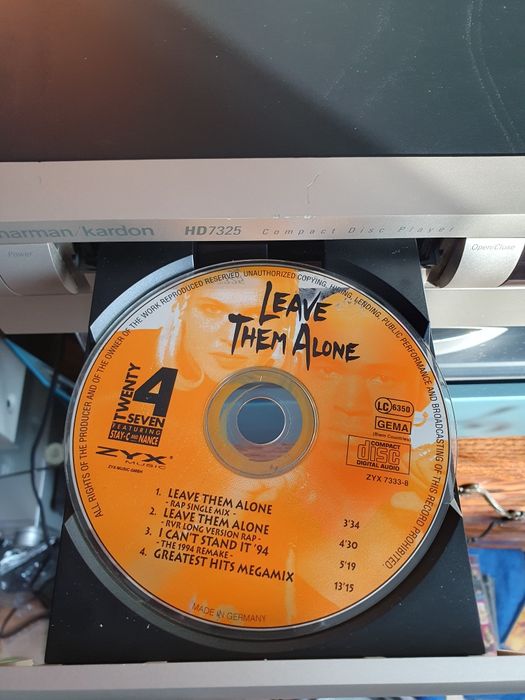 harman/kardon HD7325 Compact Disc Player
Power
Open/Close
ALL RIGHTS OF THE PRODUCER AND OF THE OWNER OF THE WORK REPRODUCED RESERVED. UNAUTHORIZED COPYING, HIRING, LENDING, PUBLIC PERFORMANCE AND BROADCASTING OF THIS RECORD PROHIBITED.
LEAVE
THEM ALONE
TWENTY
4
SEVEN
FEATURING
STAY-C AND NANCE
ZYX
MUSIC
ZYX-MUSIC GMBH
LC 6350
GEMA
COMPACT
disc
DIGITAL AUDIO
ZYX 7333-8
1. LEAVE THEM ALONE
- RAP SINGLE MIX - 3'34
2. LEAVE THEM ALONE
- RVR LONG VERSION RAP - 4'30
3. I CAN'T STAND IT '94
- THE 1994 REMAKE - 5'19
4. GREATEST HITS MEGAMIX 13'15
MADE IN GERMANY